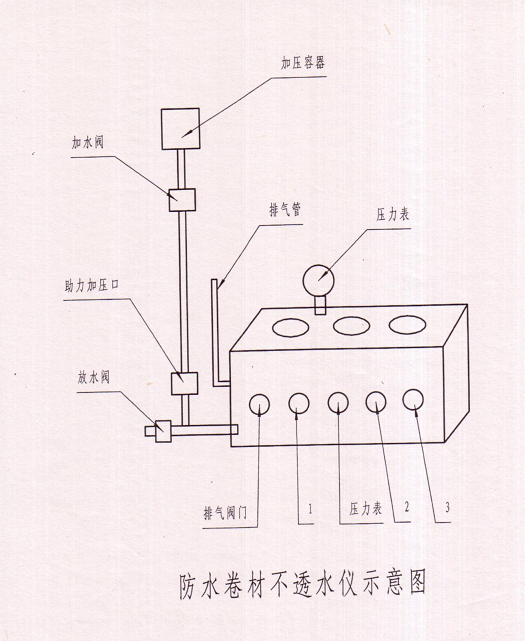 加压容器
加水阀
排气管
压力表
助力加压口
放水阀
排气阀门
1
压力表
2
3
防水卷材不透水仪示意图